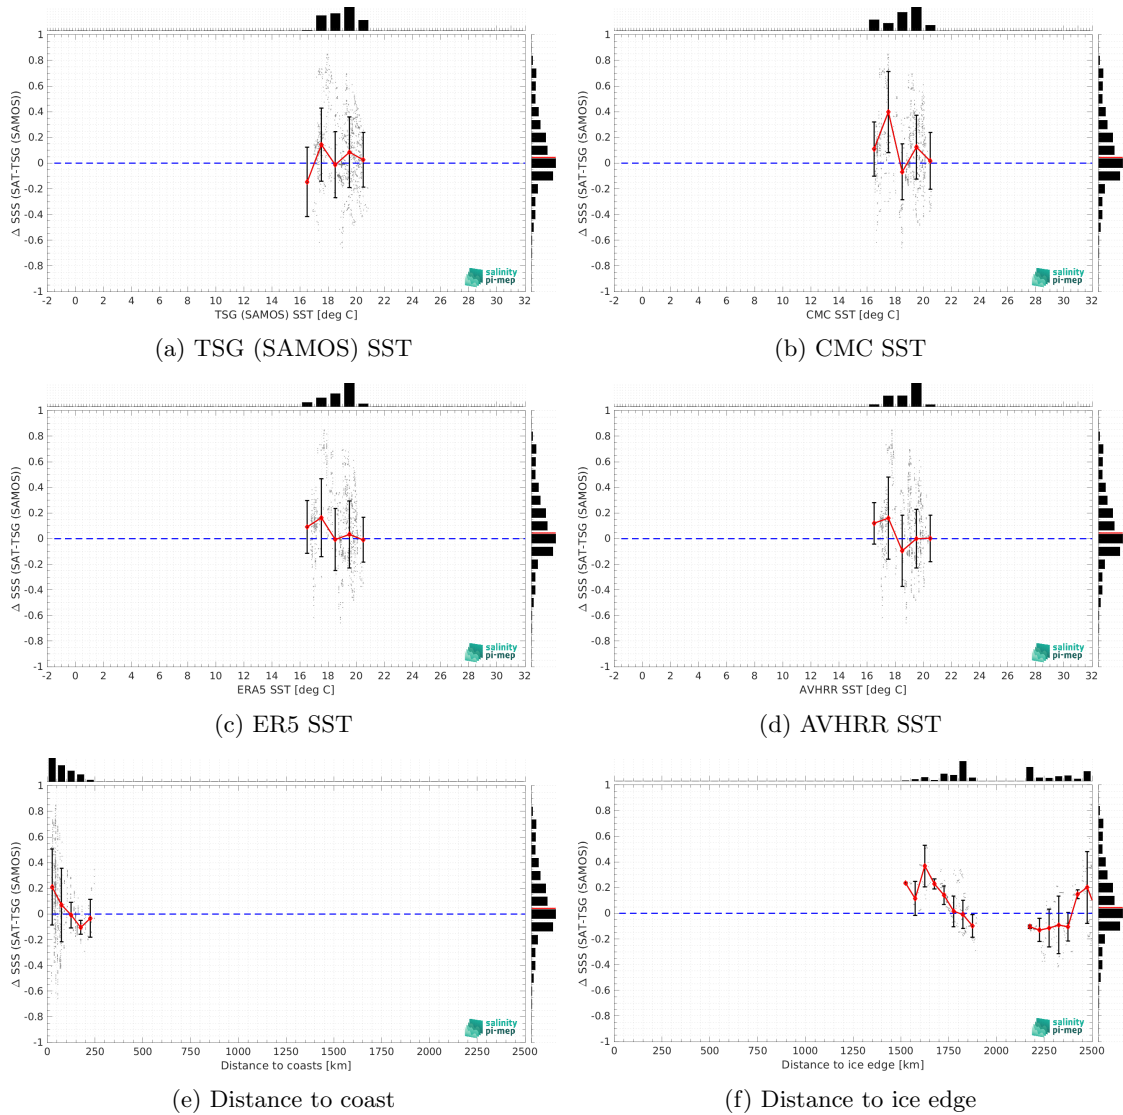 1
0.8
0.6
0.4
0.2
0
-0.2
-0.4
-0.6
-0.8
-1
Δ SSS (SAT-TSG (SAMOS))
salinity
pi-mep
-2 0 2 4 6 8 10 12 14 16 18 20 22 24 26 28 30 32
TSG (SAMOS) SST [deg C]
(a) TSG (SAMOS) SST
1
0.8
0.6
0.4
0.2
0
-0.2
-0.4
-0.6
-0.8
-1
Δ SSS (SAT-TSG (SAMOS))
salinity
pi-mep
-2 0 2 4 6 8 10 12 14 16 18 20 22 24 26 28 30 32
CMC SST [deg C]
(b) CMC SST
1
0.8
0.6
0.4
0.2
0
-0.2
-0.4
-0.6
-0.8
-1
Δ SSS (SAT-TSG (SAMOS))
salinity
pi-mep
-2 0 2 4 6 8 10 12 14 16 18 20 22 24 26 28 30 32
ERA5 SST [deg C]
(c) ER5 SST
1
0.8
0.6
0.4
0.2
0
-0.2
-0.4
-0.6
-0.8
-1
Δ SSS (SAT-TSG (SAMOS))
salinity
pi-mep
-2 0 2 4 6 8 10 12 14 16 18 20 22 24 26 28 30 32
AVHRR SST [deg C]
(d) AVHRR SST
1
0.8
0.6
0.4
0.2
0
-0.2
-0.4
-0.6
-0.8
-1
Δ SSS (SAT-TSG (SAMOS))
salinity
pi-mep
0 250 500 750 1000 1250 1500 1750 2000 2250 2500
Distance to coasts [km]
(e) Distance to coast
1
0.8
0.6
0.4
0.2
0
-0.2
-0.4
-0.6
-0.8
-1
Δ SSS (SAT-TSG (SAMOS))
salinity
pi-mep
0 250 500 750 1000 1250 1500 1750 2000 2250 2500
Distance to ice edge [km]
(f) Distance to ice edge